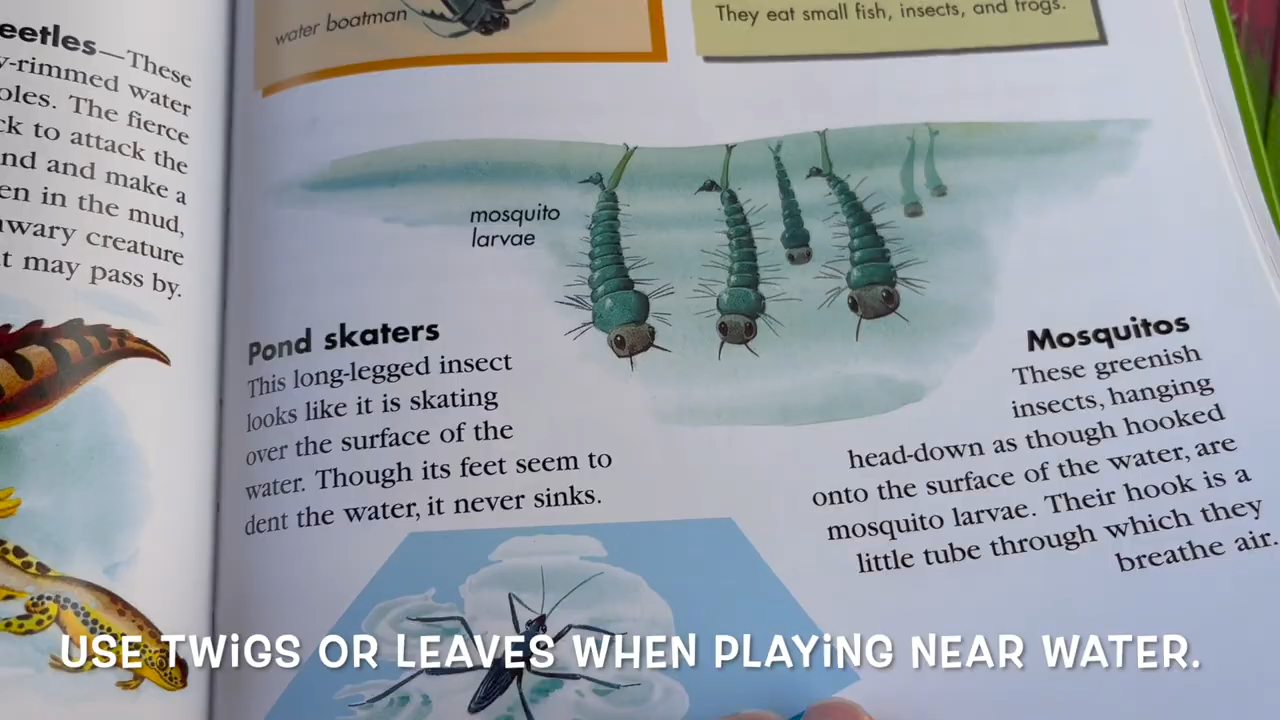 eetles—These
y-rimmed water
oles. The fierce
ck to attack the
nd and make a
en in the mud,
nwary creature
t may pass by.
water boatman
They eat small fish, insects, and frogs.
mosquito
larvae
Pond skaters
This long-legged insect
looks like it is skating
over the surface of the
water. Though its feet seem to
dent the water, it never sinks.
Mosquitos
These greenish
insects, hanging
head-down as though hooked
onto the surface of the water, are
mosquito larvae. Their hook is a
little tube through which they
breathe air.
USE TWIGS OR LEAVES WHEN PLAYING NEAR WATER.